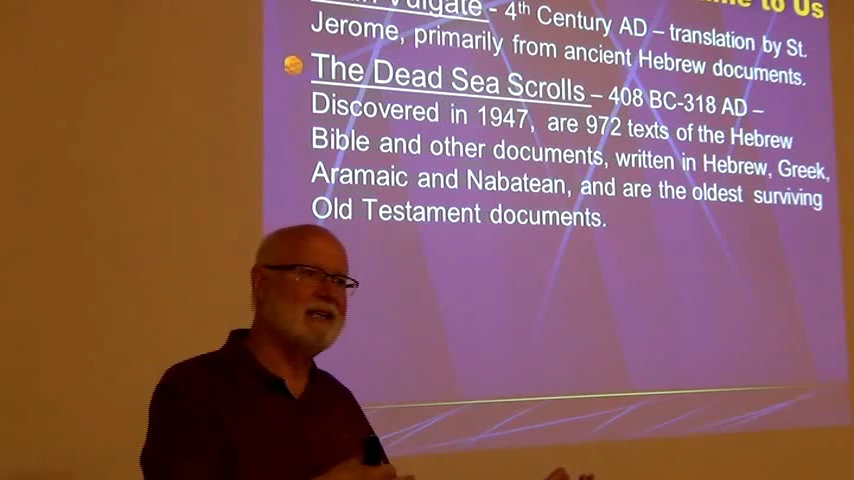 to Us
Vulgate - 4th Century AD – translation by St.
Jerome, primarily from ancient Hebrew documents.
The Dead Sea Scrolls – 408 BC-318 AD –
Discovered in 1947, are 972 texts of the Hebrew
Bible and other documents, written in Hebrew, Greek,
Aramaic and Nabatean, and are the oldest surviving
Old Testament documents.